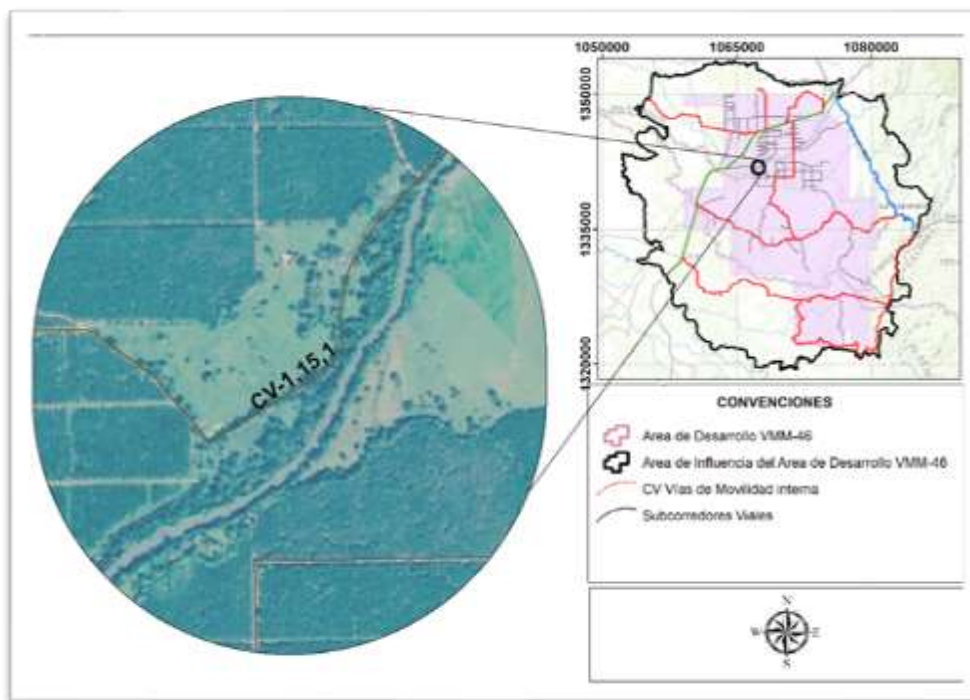 1050000 1065000 1080000
1350000
1335000
1320000
CV-1,15,1
CONVENCIONES
Area de Desarrollo VMM-46
Area de Influencia del Area de Desarrollo VMM-46
CV Vías de Movilidad Interna
Subcorredores Viales
N
W E
S